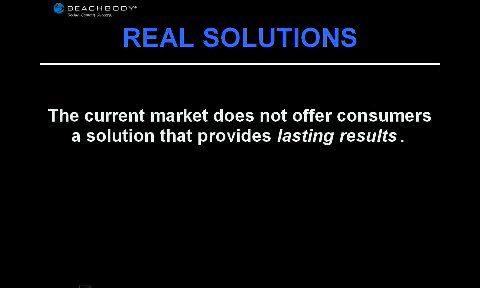 BEACHBODY
REAL SOLUTIONS
The current market does not offer consumers
a solution that provides lasting results.